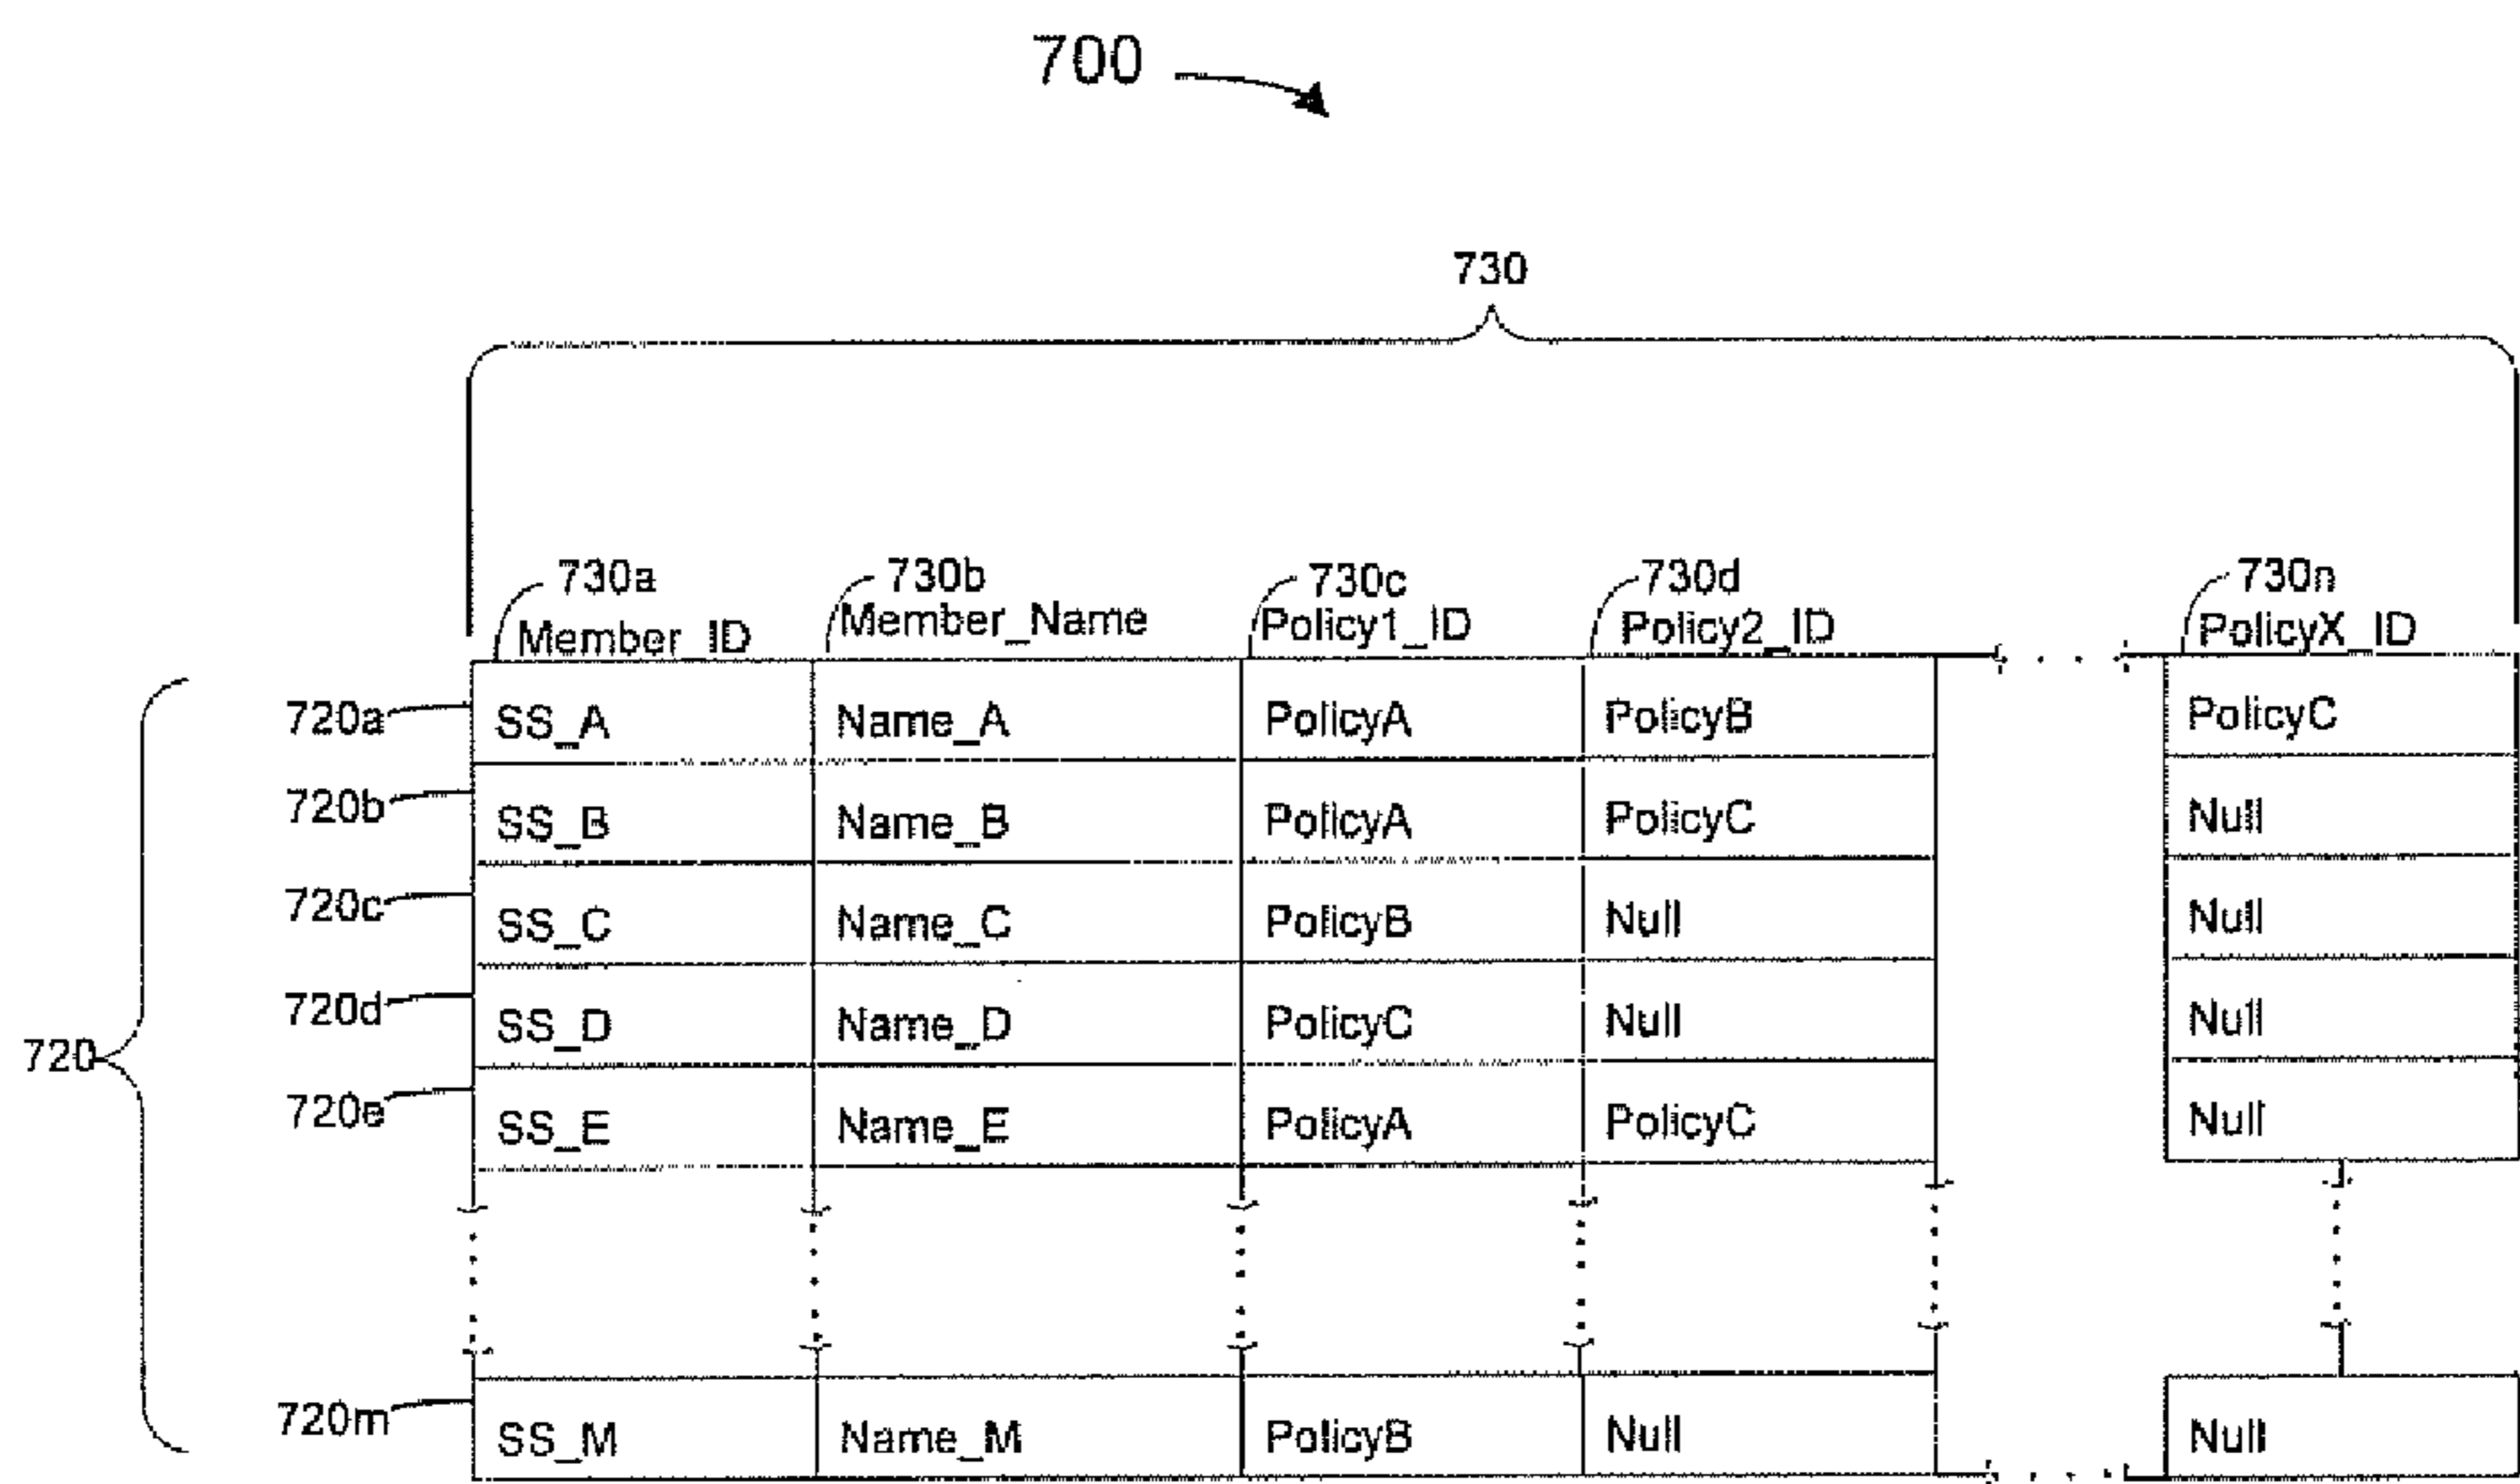 700
730
730a 730b 730c 730d 730n
Member_ID Member_Name Policy1_ID Policy2_ID PolicyX_ID
720a SS_A Name_A PolicyA PolicyB PolicyC
720b SS_B Name_B PolicyA PolicyC Null
720c SS_C Name_C PolicyB Null Null
720d SS_D Name_D PolicyC Null Null
720
720e SS_E Name_E PolicyA PolicyC Null
720m SS_M Name_M PolicyB Null Null